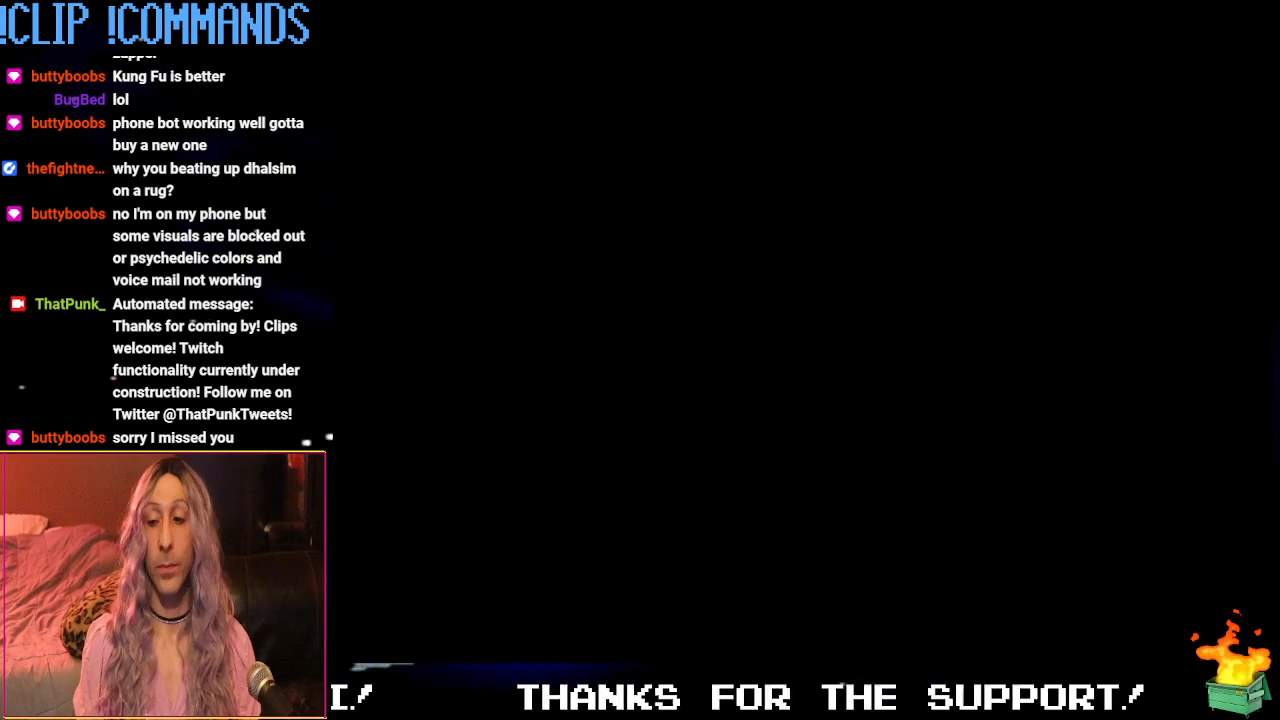 !CLIP !COMMANDS
buttyboobs Kung Fu is better
BugBed lol
buttyboobs phone bot working well gotta
buy a new one
thefightne... why you beating up dhalsim
on a rug?
buttyboobs no I'm on my phone but
some visuals are blocked out
or psychedelic colors and
voice mail not working
ThatPunk_ Automated message:
Thanks for coming by! Clips
welcome! Twitch
functionality currently under
construction! Follow me on
Twitter @ThatPunkTweets!
buttyboobs sorry I missed you
I.! THANKS FOR THE SUPPORT.!